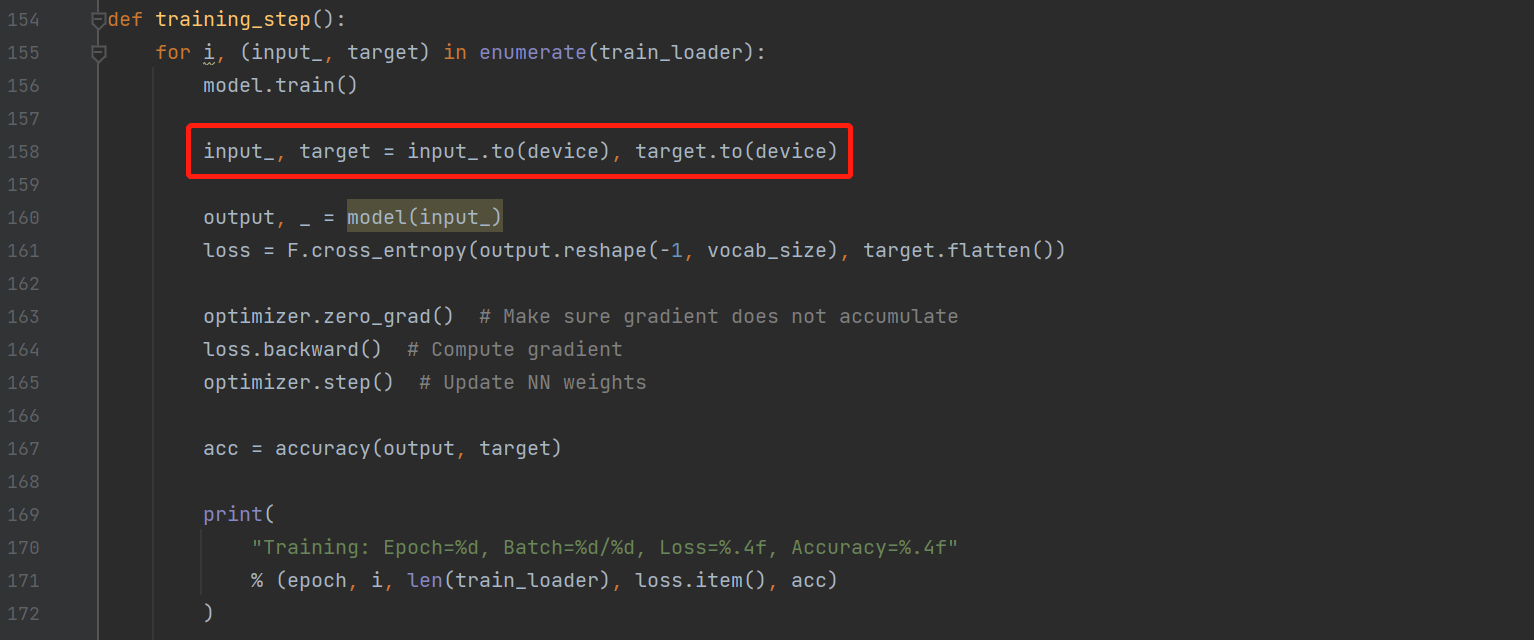 154 def training_step():
155     for i, (input_, target) in enumerate(train_loader):
156         model.train()
157
158         input_, target = input_.to(device), target.to(device)
159
160         output, _ = model(input_)
161         loss = F.cross_entropy(output.reshape(-1, vocab_size), target.flatten())
162
163         optimizer.zero_grad()  # Make sure gradient does not accumulate
164         loss.backward()  # Compute gradient
165         optimizer.step()  # Update NN weights
166
167         acc = accuracy(output, target)
168
169         print(
170             "Training: Epoch=%d, Batch=%d/%d, Loss=%.4f, Accuracy=%.4f"
171             % (epoch, i, len(train_loader), loss.item(), acc)
172         )